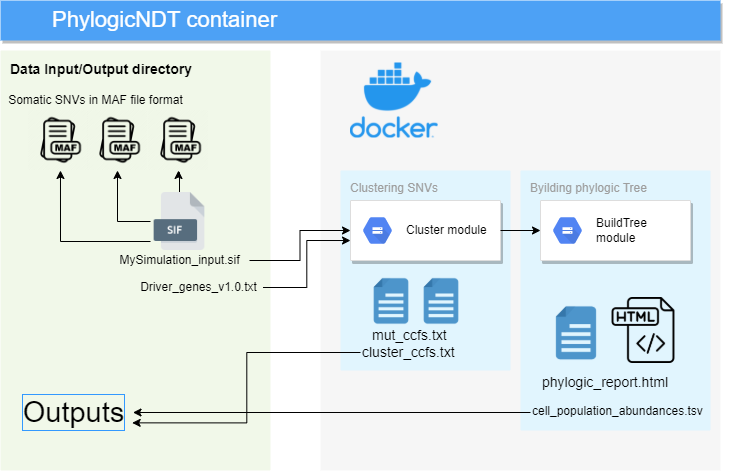 PhylogicNDT container
Data Input/Output directory
Somatic SNVs in MAF file format
MAF
MAF
MAF
SIF
MySimulation_input.sif
Driver_genes_v1.0.txt
Outputs
docker
Clustering SNVs
Cluster module
mut_ccfs.txt
cluster_ccfs.txt
Byilding phylogic Tree
BuildTree
module
HTML
</>
phylogic_report.html
cell_population_abundances.tsv